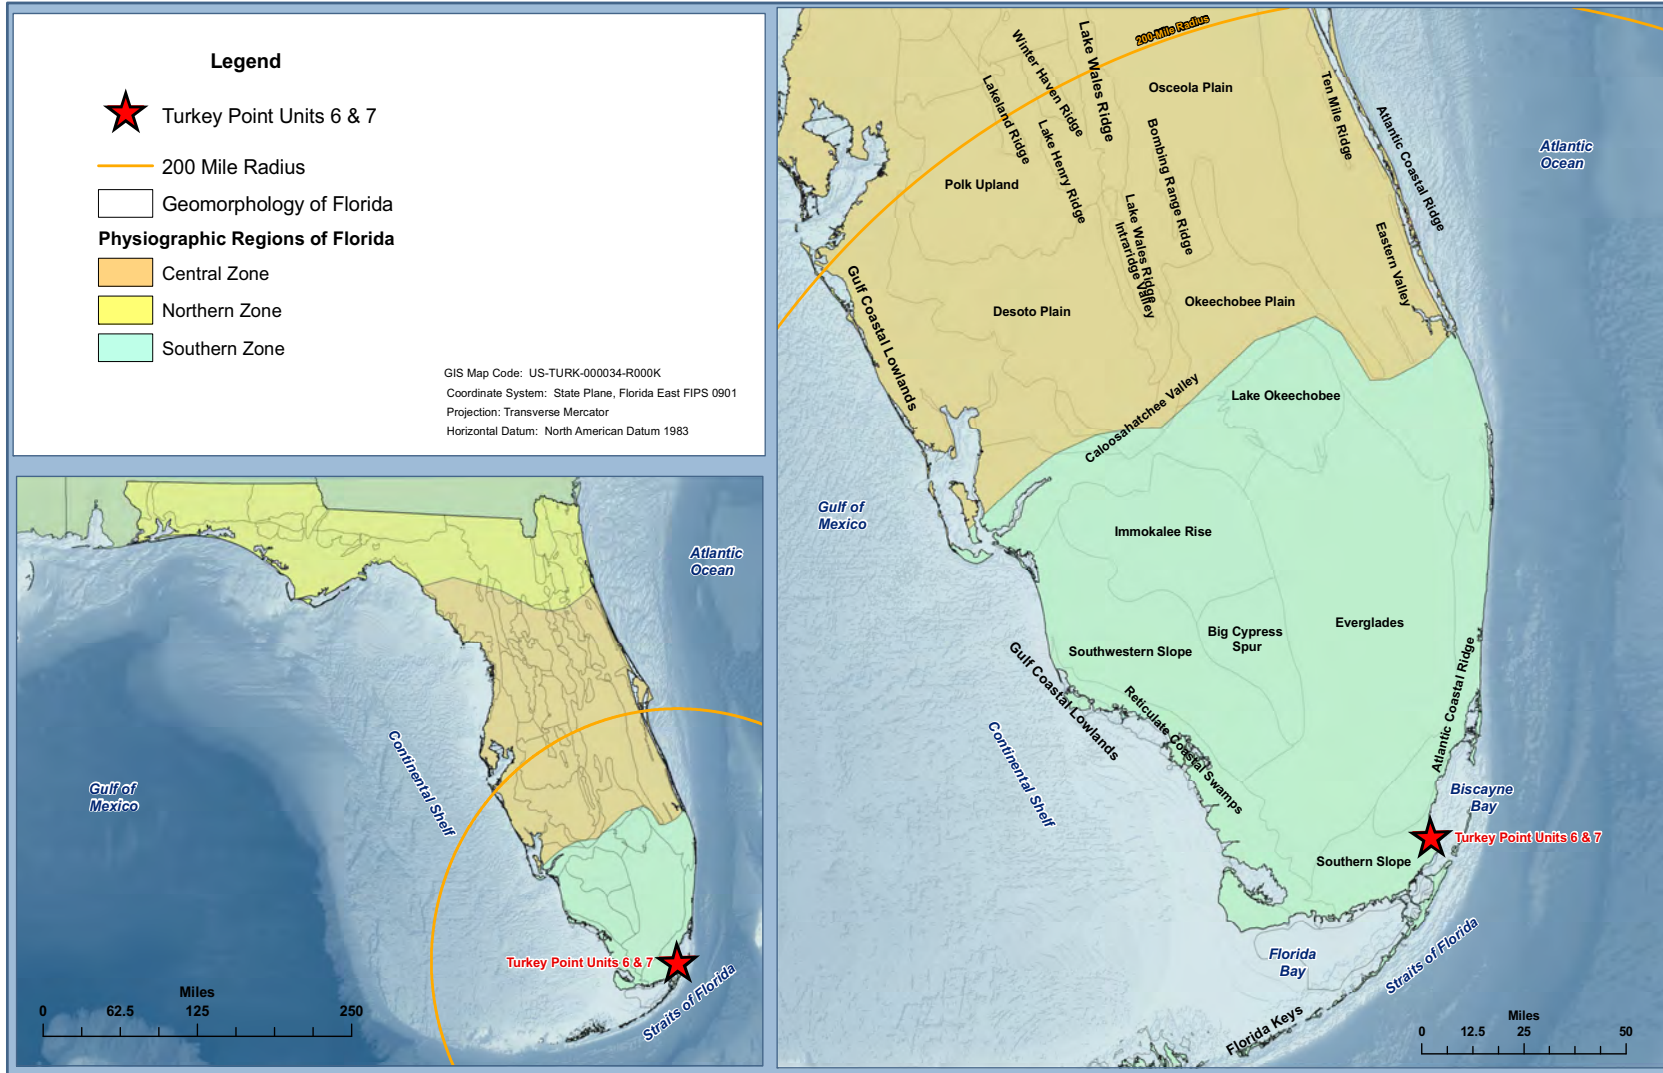 Legend
Turkey Point Units 6 & 7
200 Mile Radius
Geomorphology of Florida
Physiographic Regions of Florida
Central Zone
Northern Zone
Southern Zone
GIS Map Code: US-TURK-000034-R000K
Coordinate System: State Plane, Florida East FIPS 0901
Projection: Transverse Mercator
Horizontal Datum: North American Datum 1983
Atlantic
Ocean
Gulf of
Mexico
Continental Shelf
Turkey Point Units 6 & 7
Straits of Florida
Miles
0 62.5 125 250
200-Mile Radius
Winter Haven Ridge
Lake Wales Ridge
Lakeland Ridge
Osceola Plain
Ten Mile Ridge
Atlantic Coastal Ridge
Atlantic
Ocean
Lake Henry Ridge
Bombing Range Ridge
Polk Upland
Lake Wales Ridge
Intraridge Valley
Eastern Valley
Gulf Coastal Lowlands
Desoto Plain
Okeechobee Plain
Caloosahatchee Valley
Lake Okeechobee
Gulf of
Mexico
Immokalee Rise
Everglades
Big Cypress
Spur
Southwestern Slope
Gulf Coastal Lowlands
Reticulate Coastal Swamps
Atlantic Coastal Ridge
Continental Shelf
Biscayne
Bay
Turkey Point Units 6 & 7
Southern Slope
Florida
Bay
Straits of Florida
Florida Keys
Miles
0 12.5 25 50